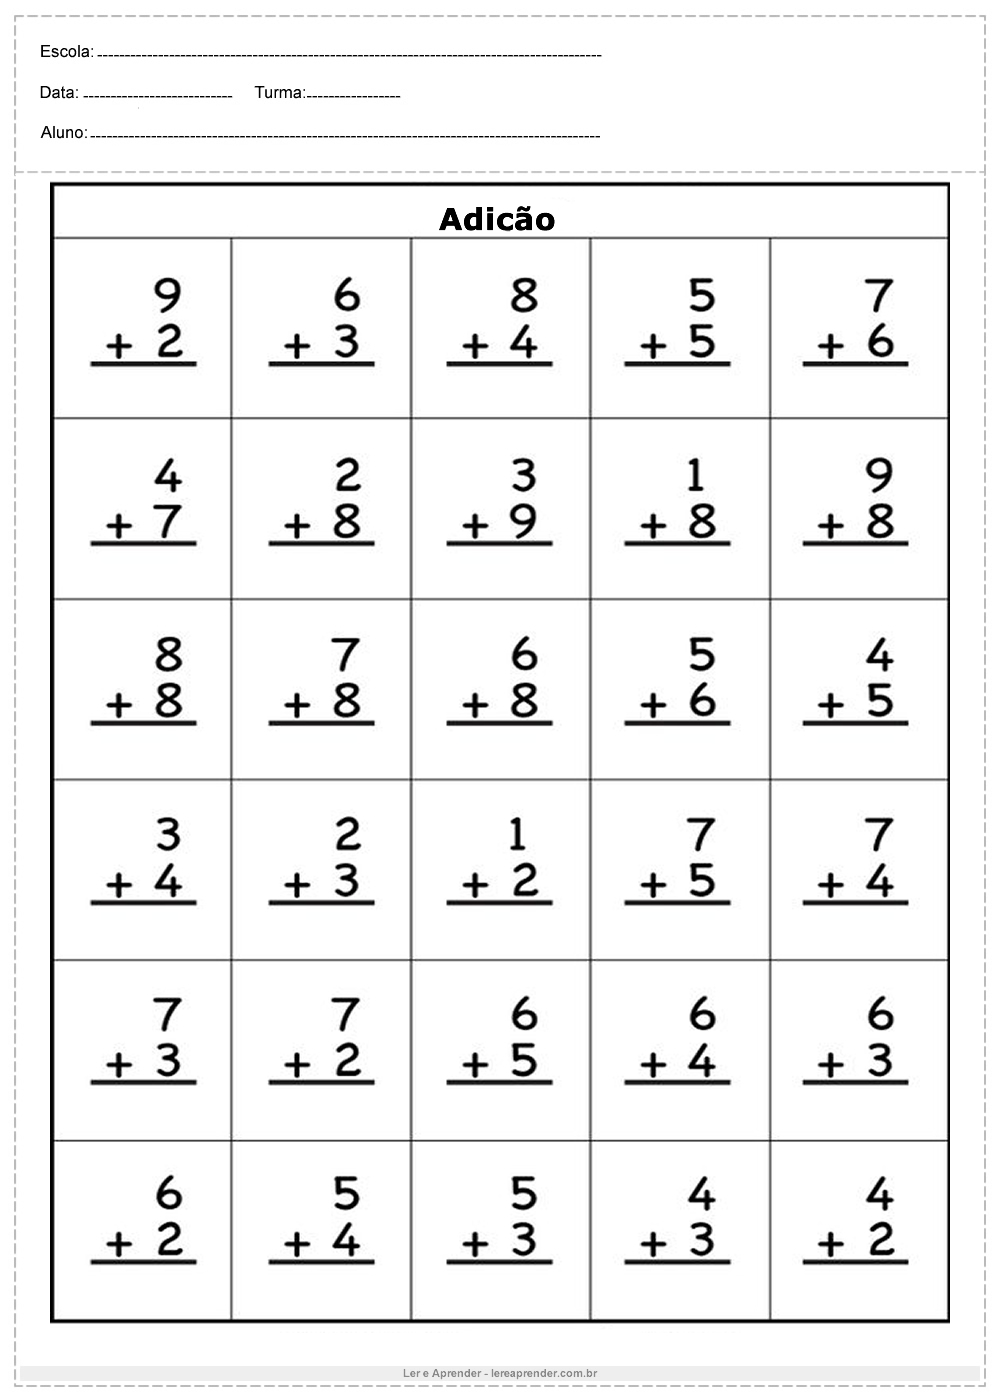 Escola:
Data: Turma:
Aluno:
Adicão
9 6 8 5 7
+ 2 + 3 + 4 + 5 + 6
4 2 3 1 9
+ 7 + 8 + 9 + 8 + 8
8 7 6 5 4
+ 8 + 8 + 8 + 6 + 5
3 2 1 7 7
+ 4 + 3 + 2 + 5 + 4
7 7 6 6 6
+ 3 + 2 + 5 + 4 + 3
6 5 5 4 4
+ 2 + 4 + 3 + 3 + 2
Ler e Aprender - lereaprender.com.br